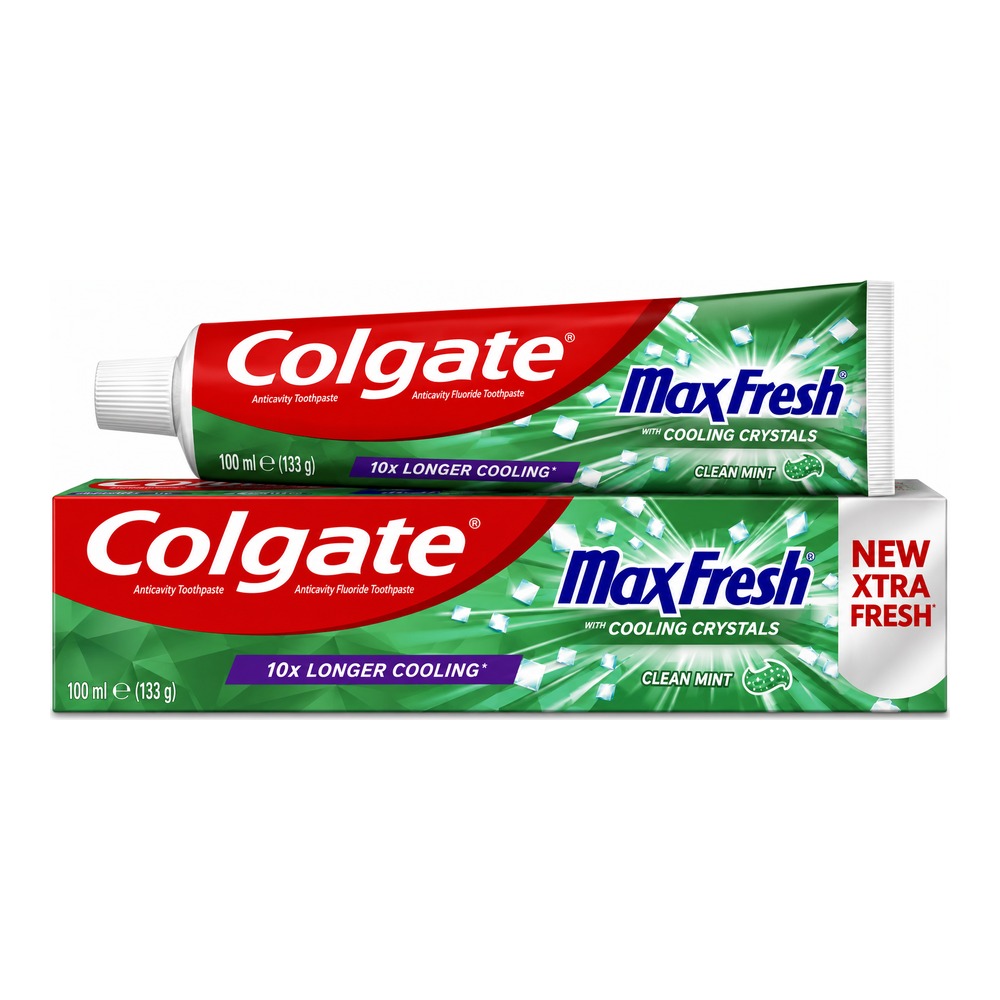 Colgate®
Anticavity Toothpaste Anticavity Fluoride Toothpaste
MaxFresh®
WITH COOLING CRYSTALS
CLEAN MINT
100 ml ℮ (133 g)
10x LONGER COOLING*
Colgate®
Anticavity Toothpaste Anticavity Fluoride Toothpaste
MaxFresh®
WITH COOLING CRYSTALS
CLEAN MINT
100 ml ℮ (133 g)
10x LONGER COOLING*
NEW
XTRA
FRESH*